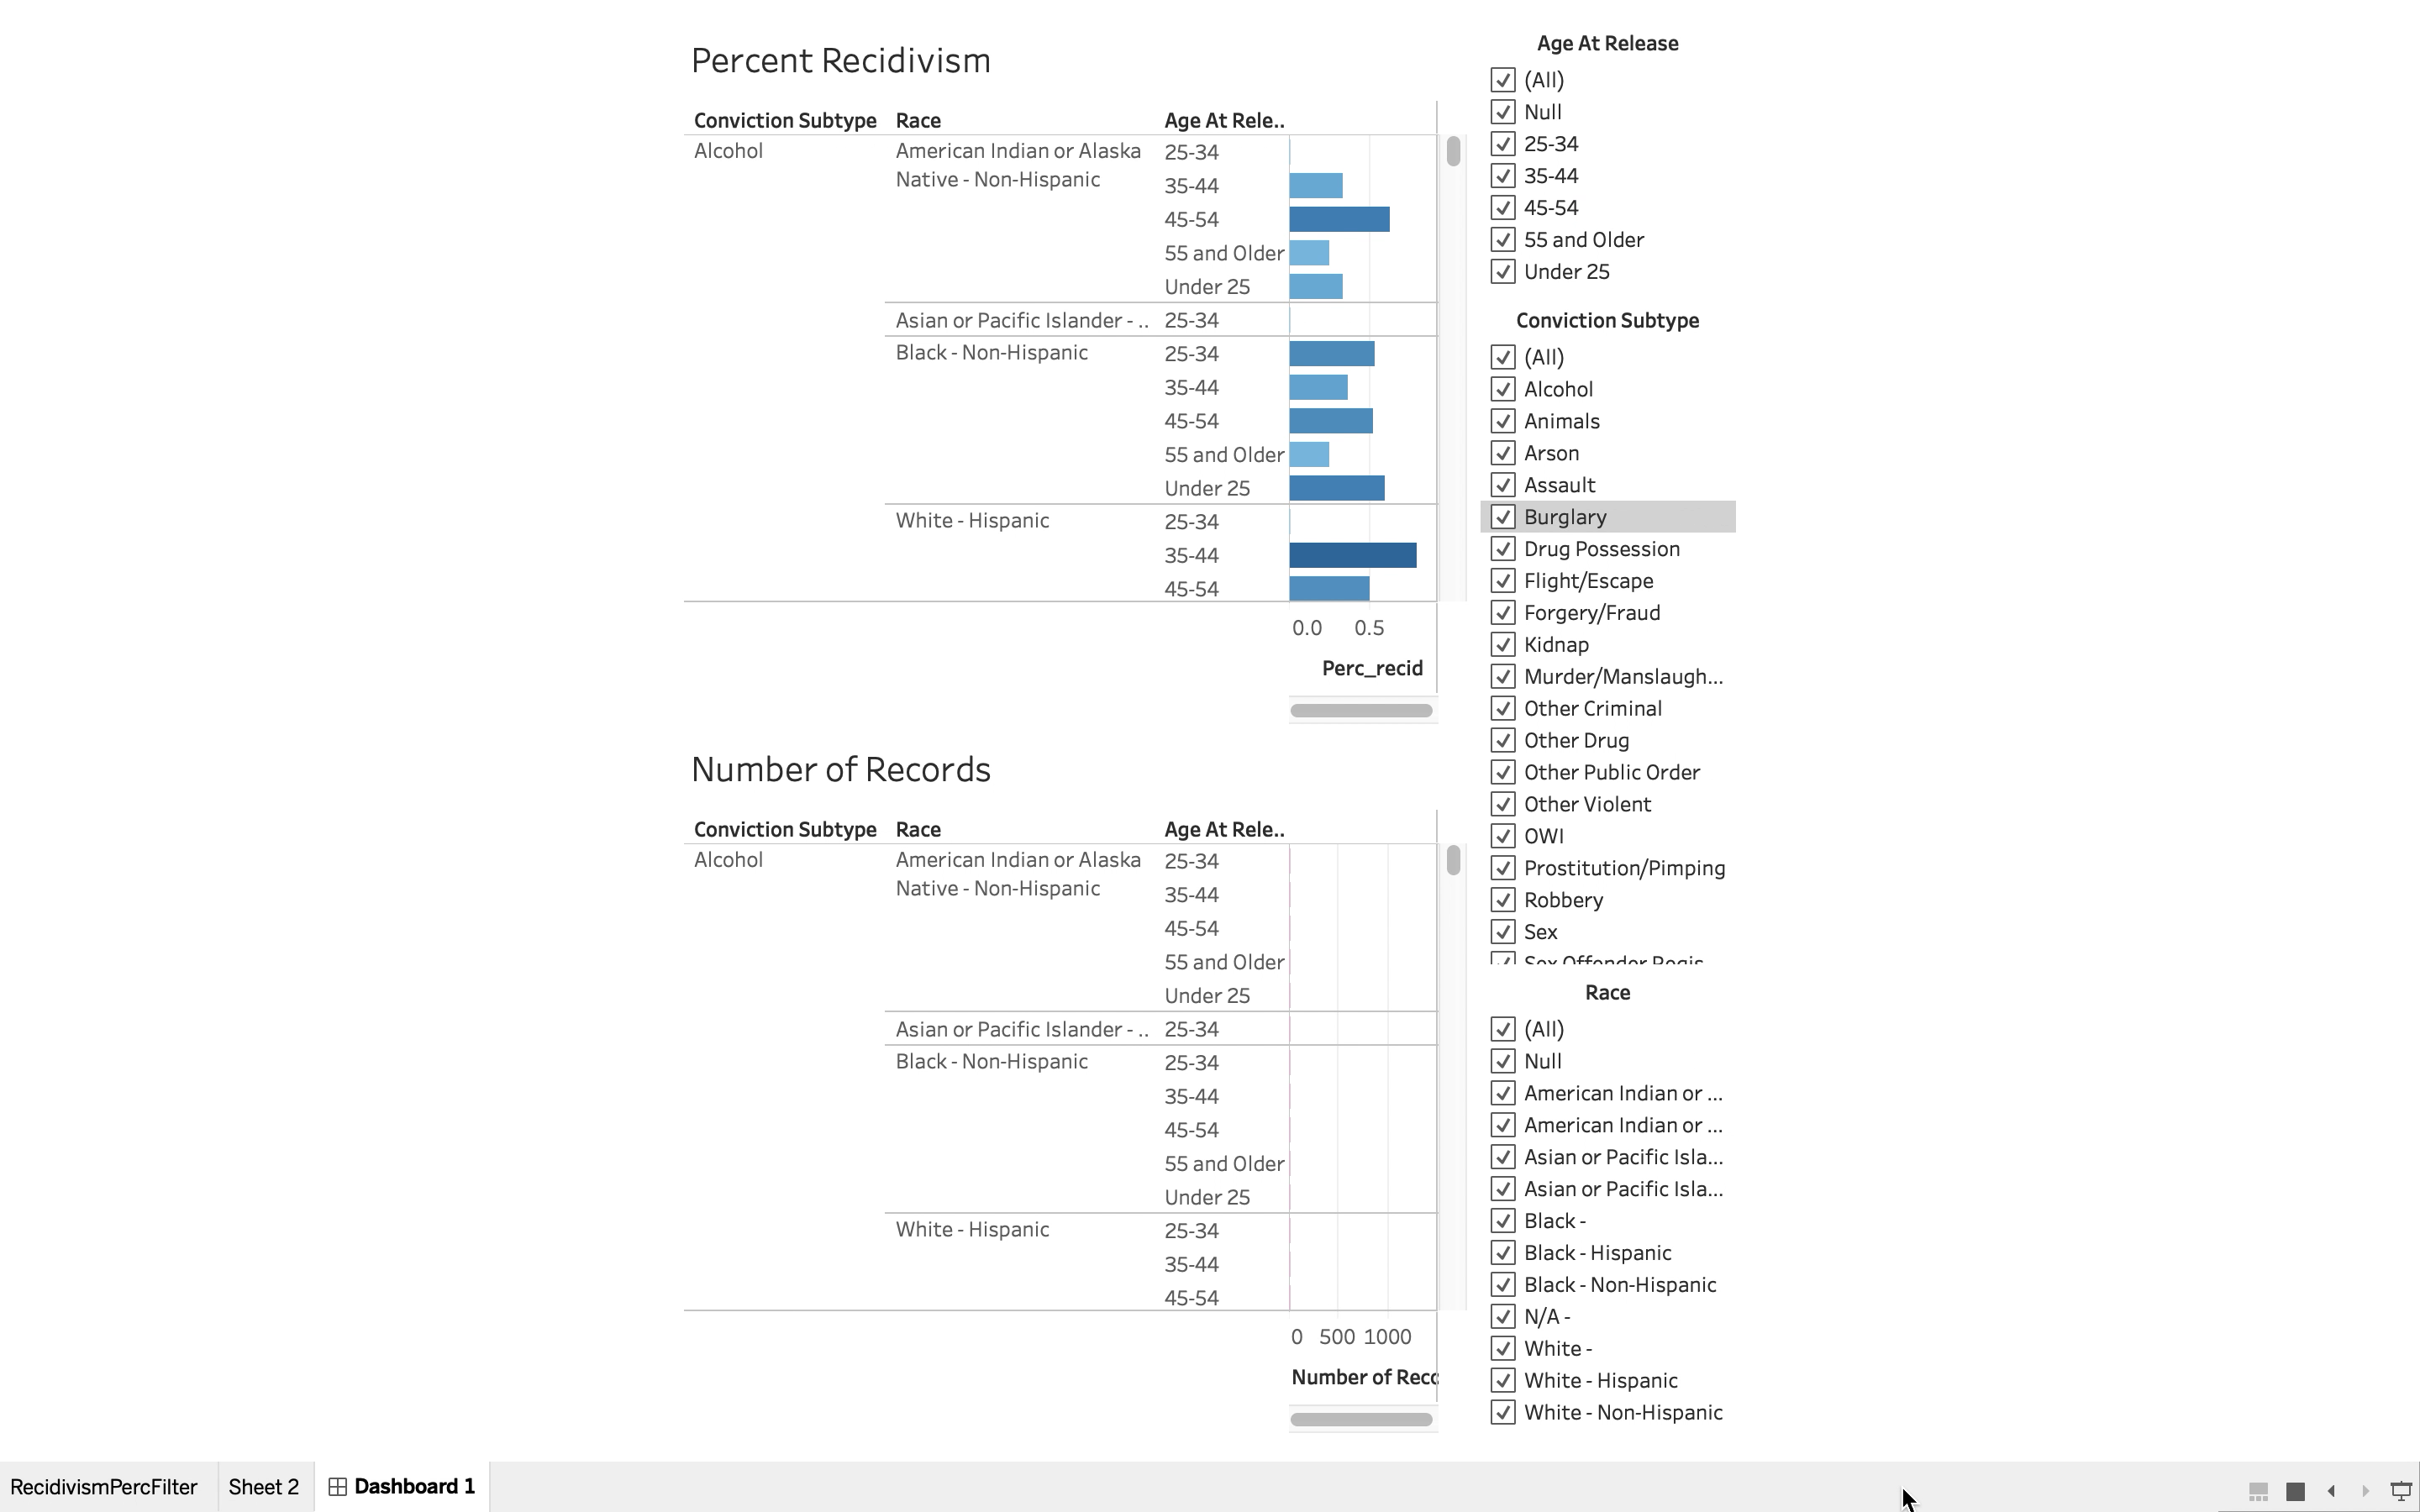 Percent Recidivism
Conviction Subtype Race Age At Rele..
Alcohol American Indian or Alaska 25-34
Native - Non-Hispanic 35-44
45-54
55 and Older
Under 25
Asian or Pacific Islander - .. 25-34
Black - Non-Hispanic 25-34
35-44
45-54
55 and Older
Under 25
White - Hispanic 25-34
35-44
45-54
0.0 0.5
Perc_recid
Number of Records
Conviction Subtype Race Age At Rele..
Alcohol American Indian or Alaska 25-34
Native - Non-Hispanic 35-44
45-54
55 and Older
Under 25
Asian or Pacific Islander - .. 25-34
Black - Non-Hispanic 25-34
35-44
45-54
55 and Older
Under 25
White - Hispanic 25-34
35-44
45-54
0 500 1000
Number of Reco
Age At Release
(All)
Null
25-34
35-44
45-54
55 and Older
Under 25
Conviction Subtype
(All)
Alcohol
Animals
Arson
Assault
Burglary
Drug Possession
Flight/Escape
Forgery/Fraud
Kidnap
Murder/Manslaugh...
Other Criminal
Other Drug
Other Public Order
Other Violent
OWI
Prostitution/Pimping
Robbery
Sex
Sex Offender Regis
Race
(All)
Null
American Indian or ...
American Indian or ...
Asian or Pacific Isla...
Asian or Pacific Isla...
Black -
Black - Hispanic
Black - Non-Hispanic
N/A -
White -
White - Hispanic
White - Non-Hispanic
RecidivismPercFilter Sheet 2 Dashboard 1